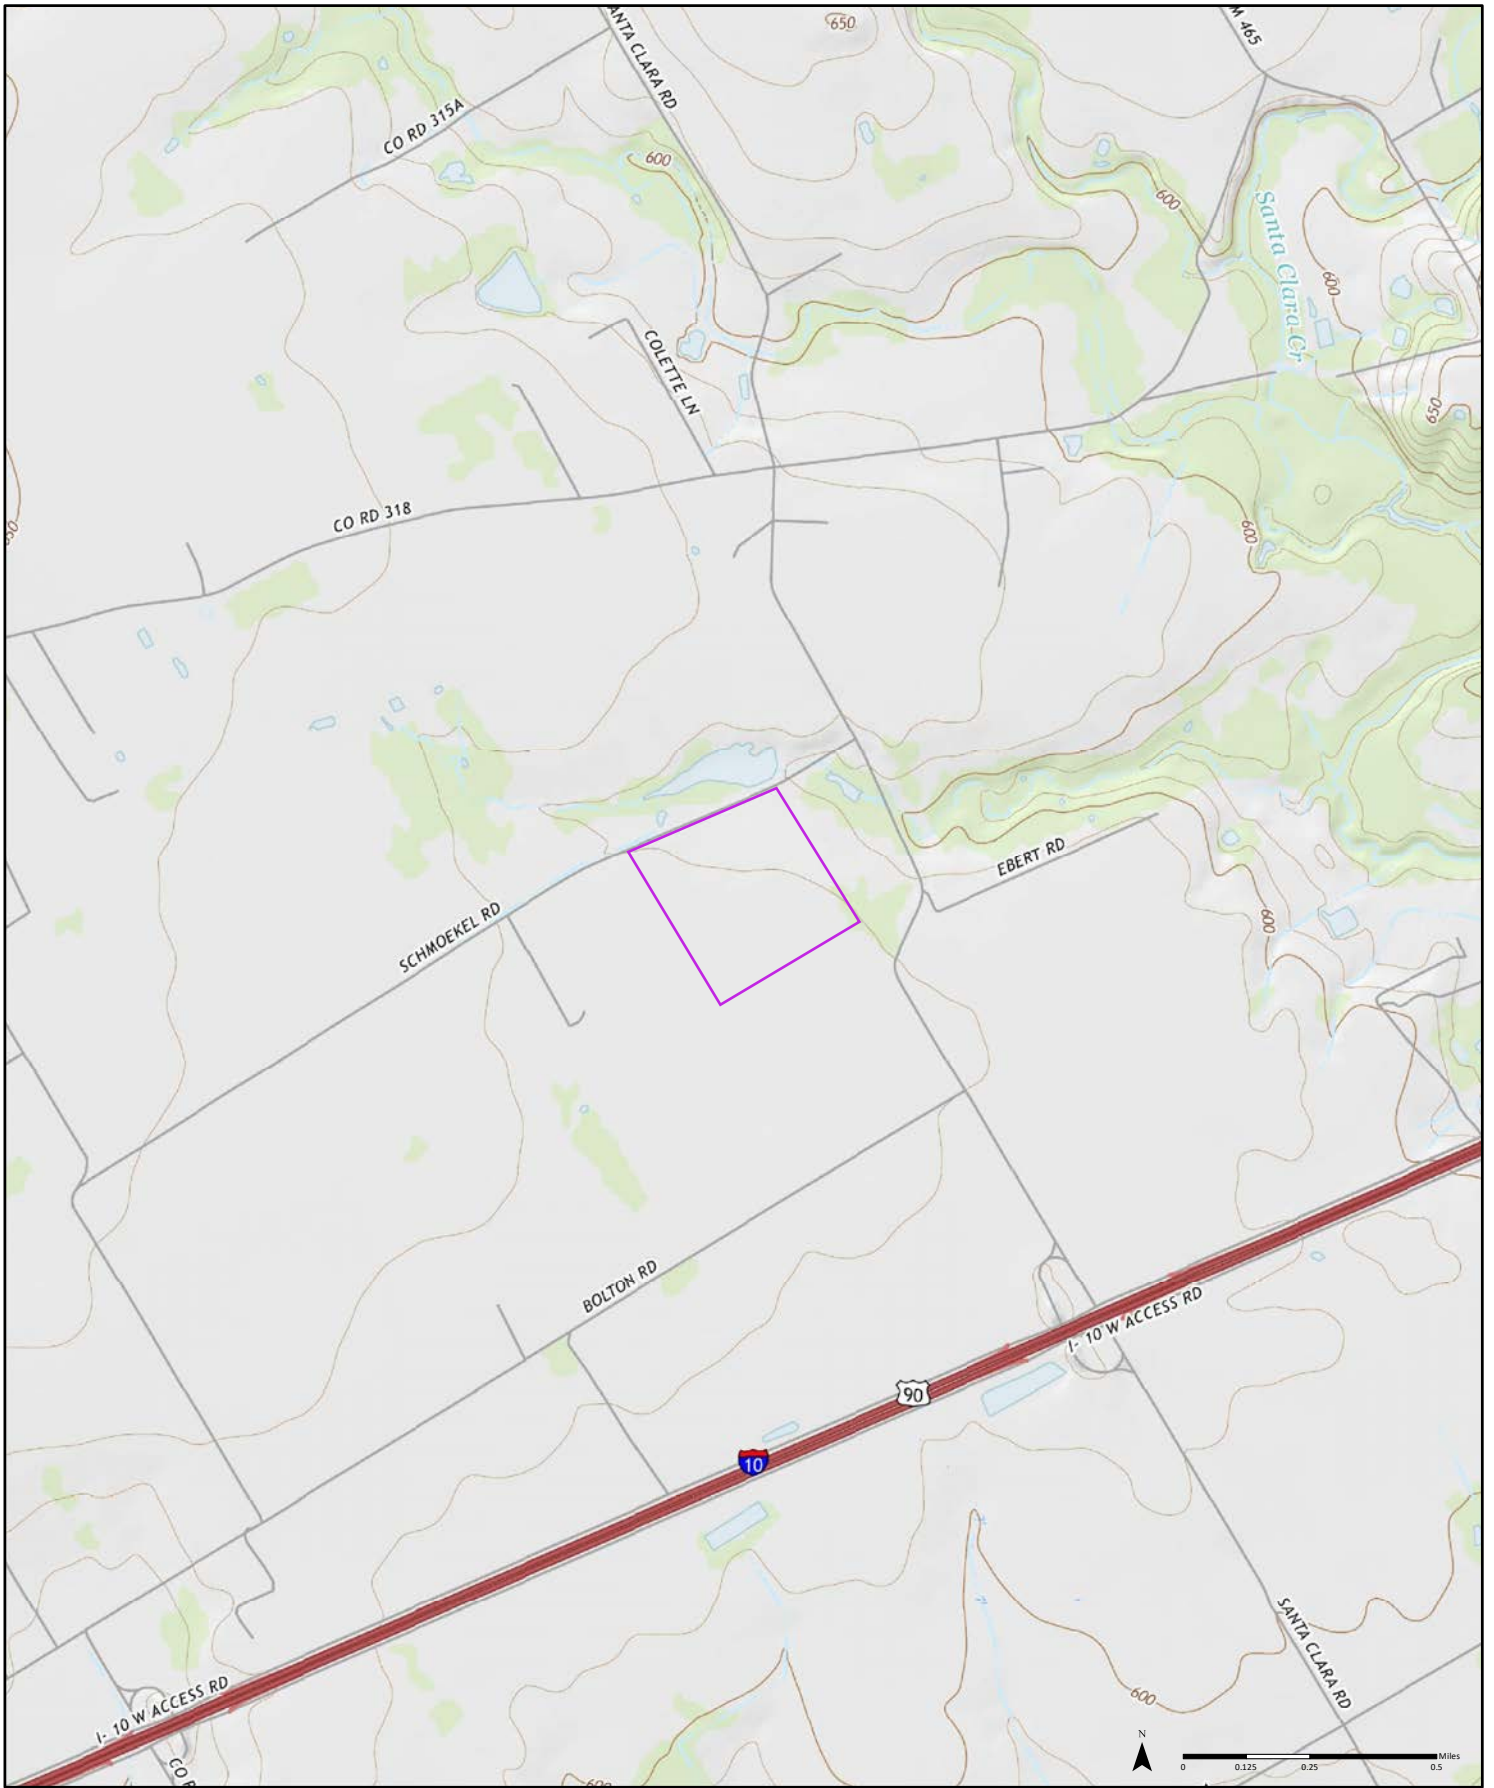 650
M 465
ANTA CLARA RD
CO RD 315A
600
600
Santa Clara Cr
600
COLETTE LN
650
CO RD 318
600
EBERT RD
SCHMOEKEL RD
600
BOLTON RD
I- 10 W ACCESS RD
90
10
SANTA CLARA RD
I- 10 W ACCESS RD
600
N
Miles
0 0.125 0.25 0.5
CO R